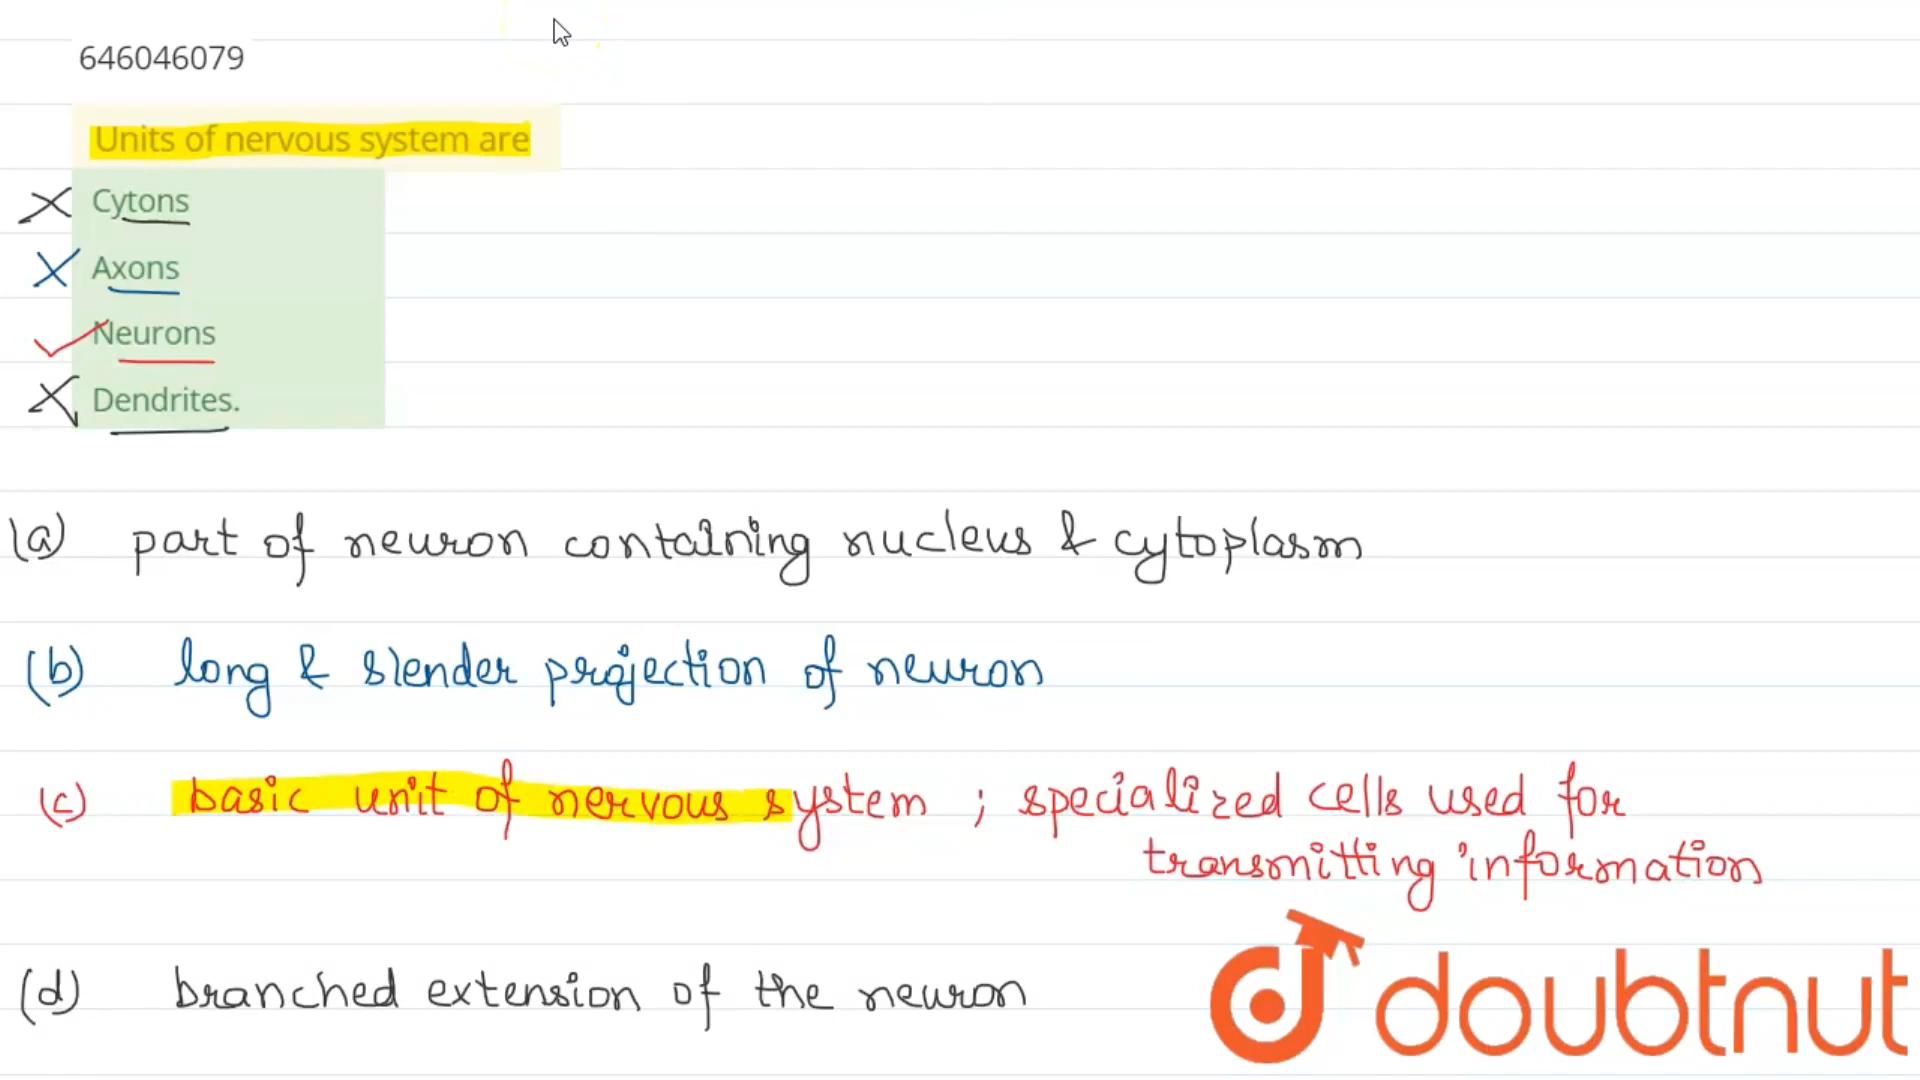 646046079
Units of nervous system are
Cytons
Axons
Neurons
Dendrites.
(a) part of neuron containing nucleus & cytoplasm
(b) long & slender projection of neuron
(c) basic unit of nervous system ; specialized cells used for
transmitting information
(d) branched extension of the neuron
doubtnut